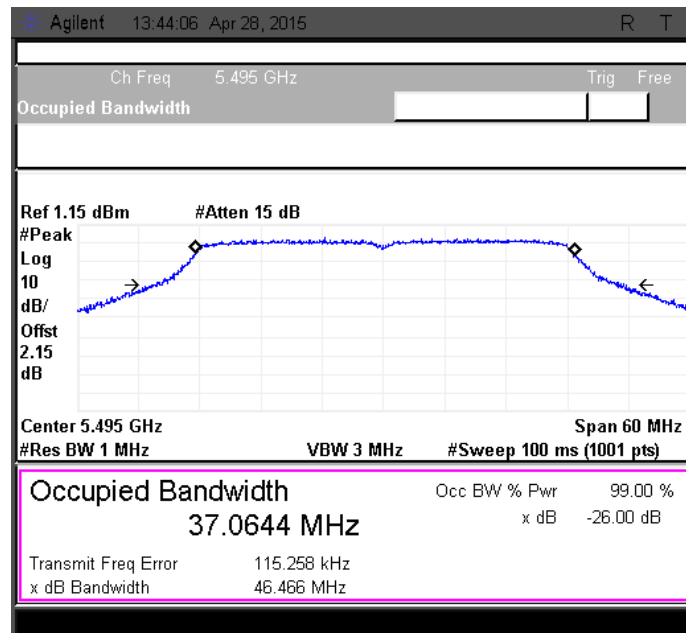 Agilent 13:44:06 Apr 28, 2015 R T
Ch Freq 5.495 GHz Trig Free
Occupied Bandwidth
Ref 1.15 dBm #Atten 15 dB
#Peak
Log
10
dB/
Offst
2.15
dB
Center 5.495 GHz Span 60 MHz
#Res BW 1 MHz VBW 3 MHz #Sweep 100 ms (1001 pts)
Occupied Bandwidth Occ BW % Pwr 99.00 %
37.0644 MHz x dB -26.00 dB
Transmit Freq Error 115.258 kHz
x dB Bandwidth 46.466 MHz